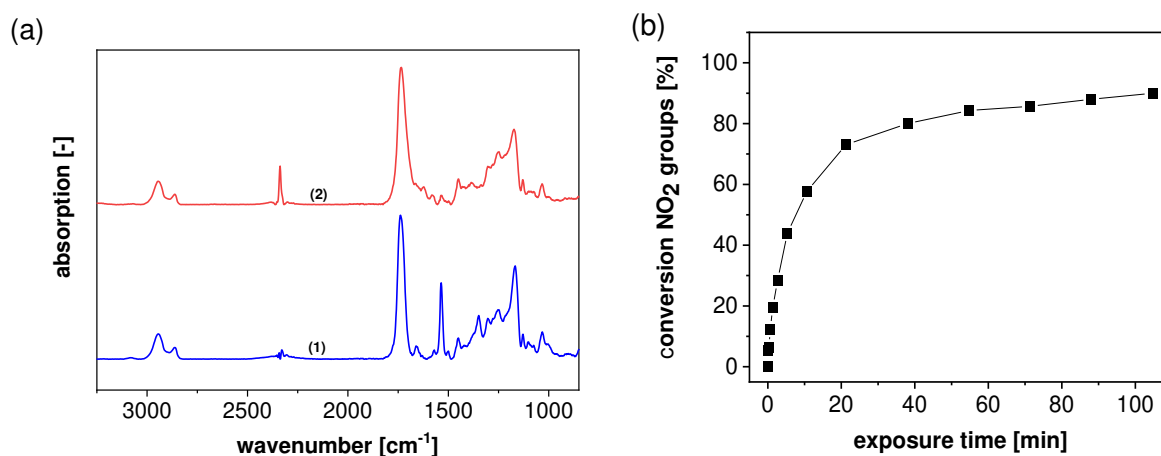 (a)
absorption [-]
(2)
(1)
3000 2500 2000 1500 1000
wavenumber [cm⁻¹]
(b)
conversion NO₂ groups [%]
100
80
60
40
20
0
0 20 40 60 80 100
exposure time [min]